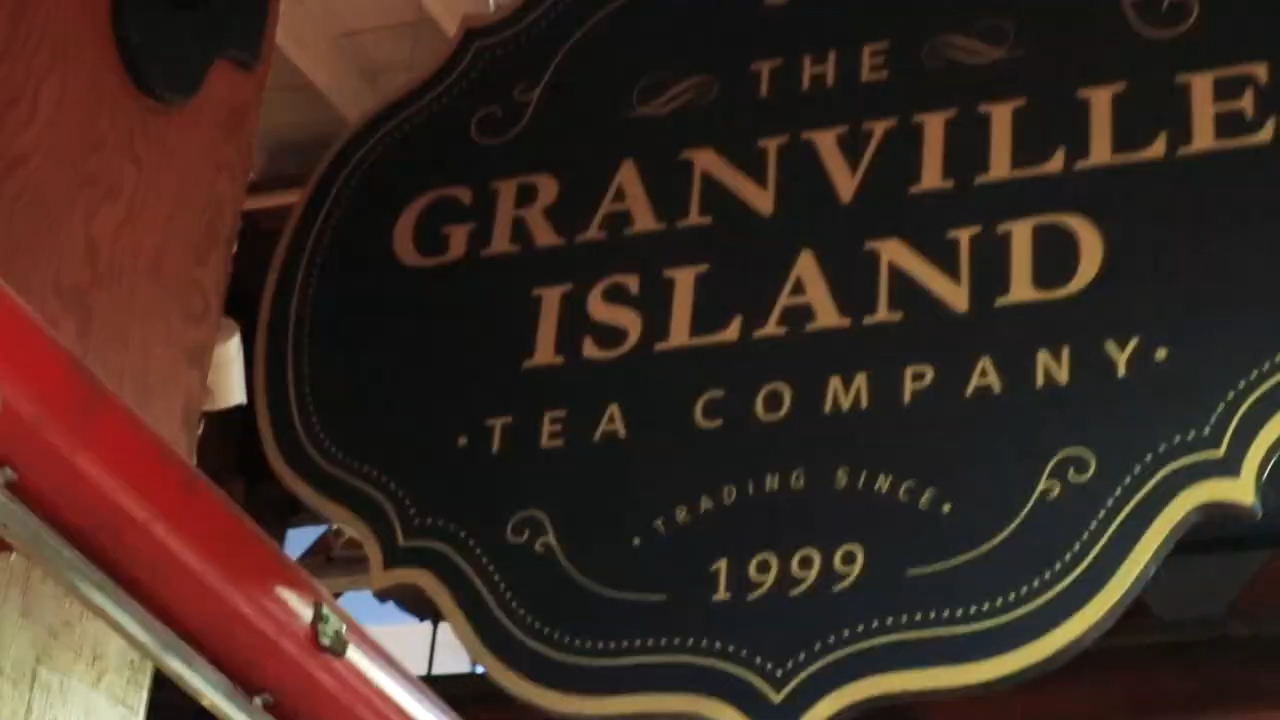 THE
GRANVILLE
ISLAND
·TEA COMPANY·
·TRADING SINCE·
1999